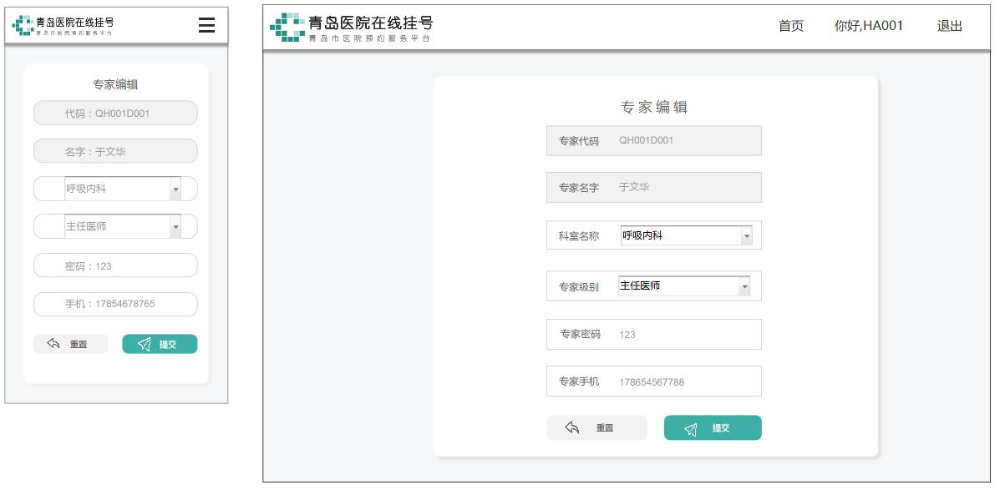 青岛医院在线挂号
青岛市医院预约服务平台
专家编辑
代码：QH001D001
名字：于文华
呼吸内科
主任医师
密码：123
手机：17854678765
重置
提交
青岛医院在线挂号
青岛市医院预约服务平台
首页 你好,HA001 退出
专家编辑
专家代码 QH001D001
专家名字 于文华
科室名称 呼吸内科
专家级别 主任医师
专家密码 123
专家手机 178654567788
重置
提交